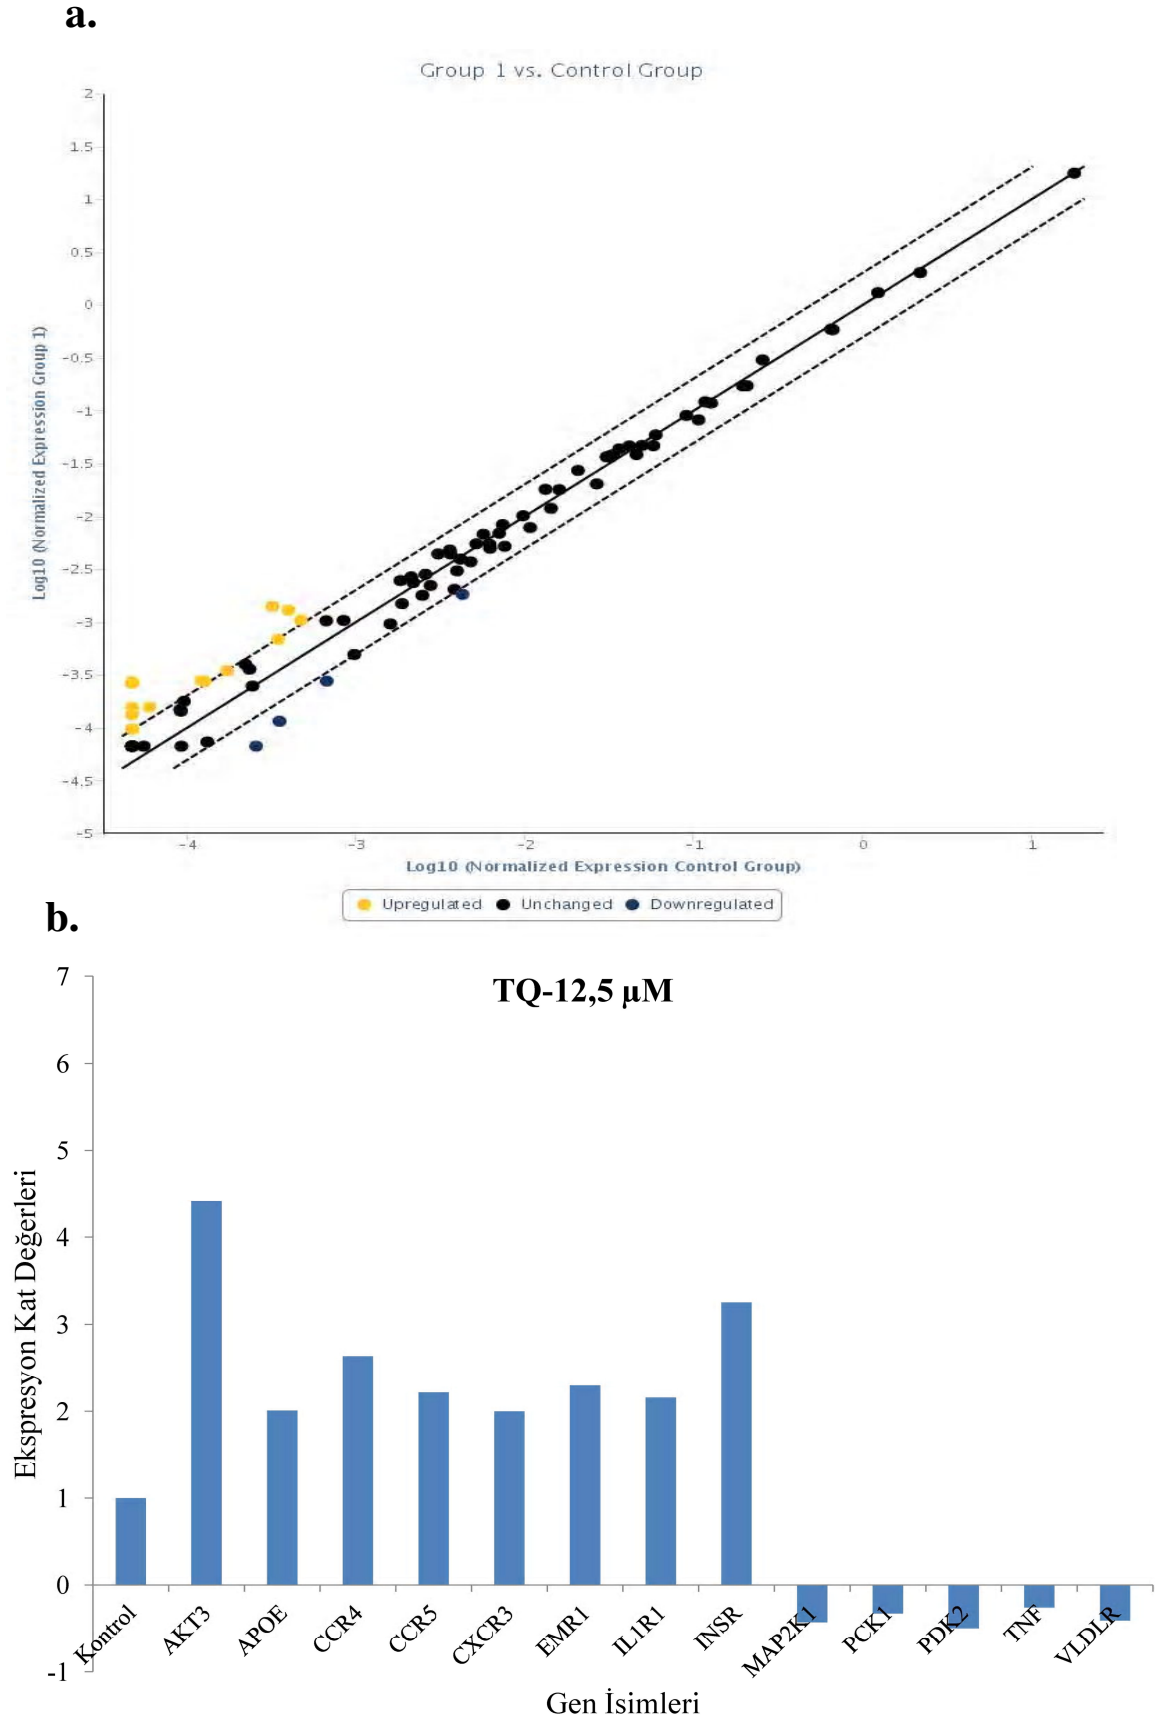 a.
Group 1 vs. Control Group
2
1.5
1
0.5
0
-0.5
-1
-1.5
-2
-2.5
-3
-3.5
-4
-4.5
-5
Log10 (Normalized Expression Group 1)
-4 -3 -2 -1 0 1
Log10 (Normalized Expression Control Group)
Upregulated Unchanged Downregulated
b.
TQ-12,5 µM
7
6
5
4
3
2
1
0
-1
Ekspresyon Kat Değerleri
Kontrol AKT3 APOE CCR4 CCR5 CXCR3 EMR1 IL1R1 INSR MAP2K1 PCK1 PDK2 TNF VLDLR
Gen İsimleri